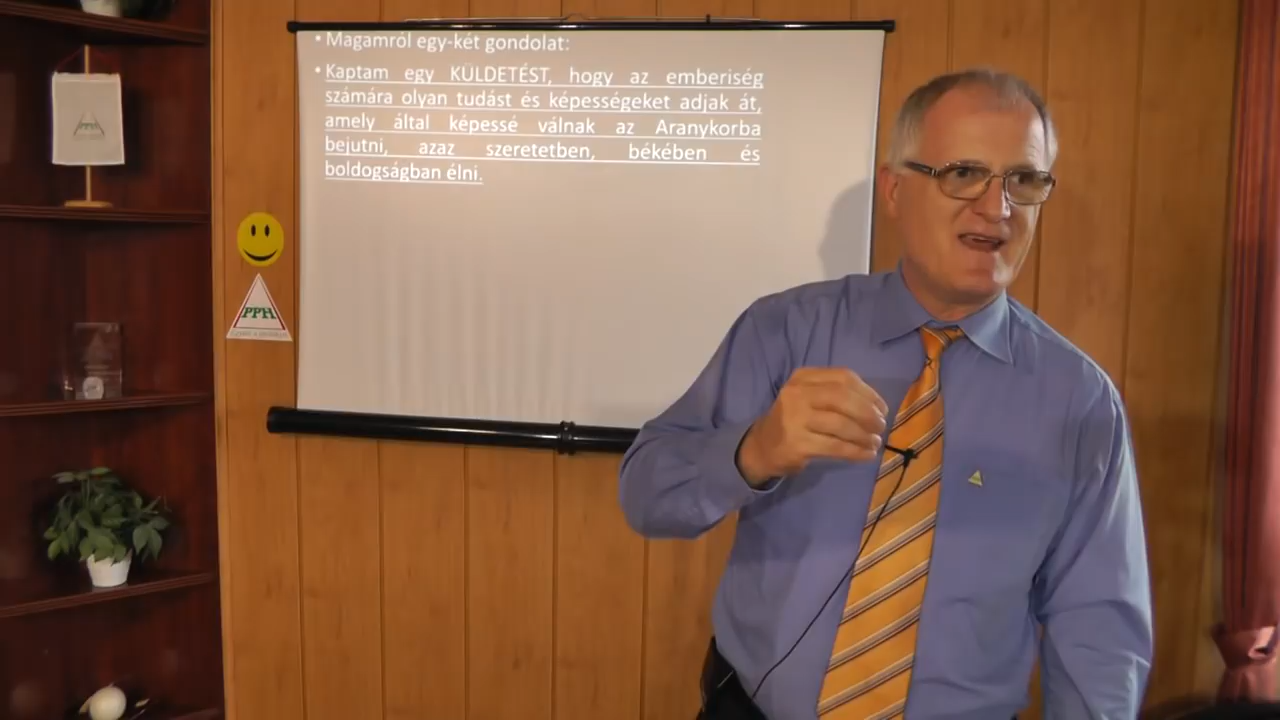 • Magamról egy-két gondolat:
• Kaptam egy KÜLDETÉST, hogy az emberiség
számára olyan tudást és képességeket adjak át,
amely által képessé válnak az Aranykorba
bejutni, azaz szeretetben, békében és
boldogságban élni.
PPH